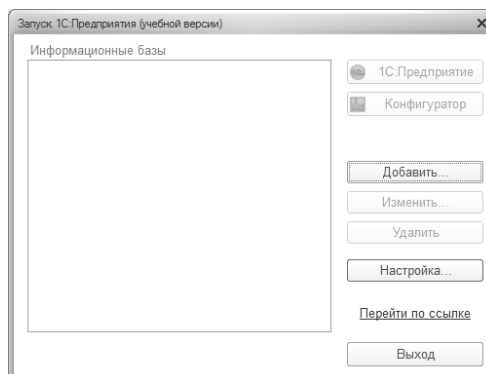 Запуск 1С:Предприятия (учебной версии)
Информационные базы
1С:Предприятие
Конфигуратор
Добавить...
Изменить...
Удалить
Настройка...
Перейти по ссылке
Выход